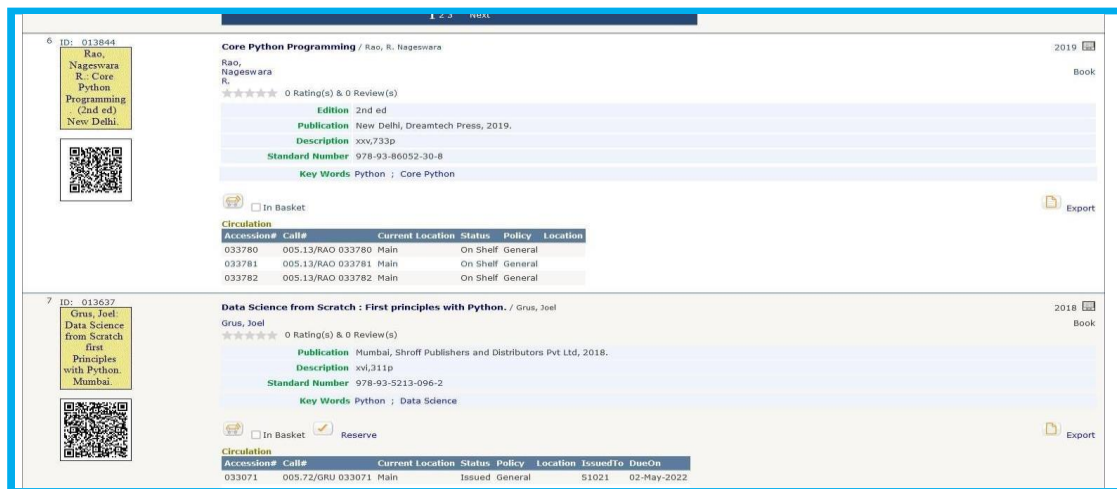 1 2 3 Next
6 ID: 013844
Rao,
Nageswara
R.: Core
Python
Programming
. (2nd ed)
New Delhi.
Core Python Programming / Rao, R. Nageswara
2019
Rao,
Nageswara
R.
Book
0 Rating(s) & 0 Review(s)
Edition 2nd ed
Publication New Delhi, Dreamtech Press, 2019.
Description xxv,733p
Standard Number 978-93-86052-30-8
Key Words Python ; Core Python
In Basket
Export
Circulation
Accession# Call# Current Location Status Policy Location
033780 005.13/RAO 033780 Main On Shelf General
033781 005.13/RAO 033781 Main On Shelf General
033782 005.13/RAO 033782 Main On Shelf General
7 ID: 013637
Grus, Joel:
Data Science
from Scratch
first
Principles
with Python.
Mumbai.
Data Science from Scratch : First principles with Python. / Grus, Joel
2018
Grus, Joel
Book
0 Rating(s) & 0 Review(s)
Publication Mumbai, Shroff Publishers and Distributors Pvt Ltd, 2018.
Description xvi,311p
Standard Number 978-93-5213-096-2
Key Words Python ; Data Science
In Basket Reserve
Export
Circulation
Accession# Call# Current Location Status Policy Location IssuedTo DueOn
033071 005.72/GRU 033071 Main Issued General S1021 02-May-2022